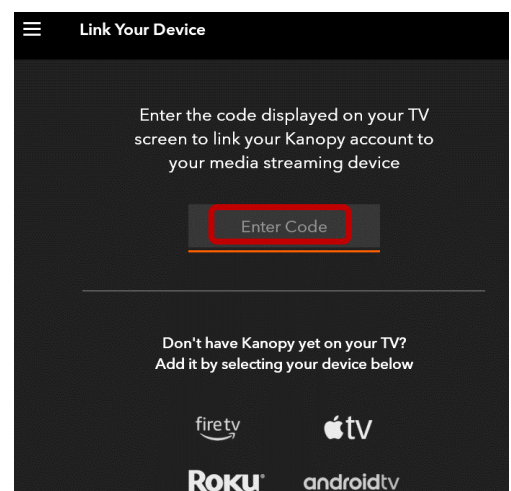 Link Your Device
Enter the code displayed on your TV
screen to link your Kanopy account to
your media streaming device
Enter Code
Don't have Kanopy yet on your TV?
Add it by selecting your device below
firetv
tv
ROKU
androidtv